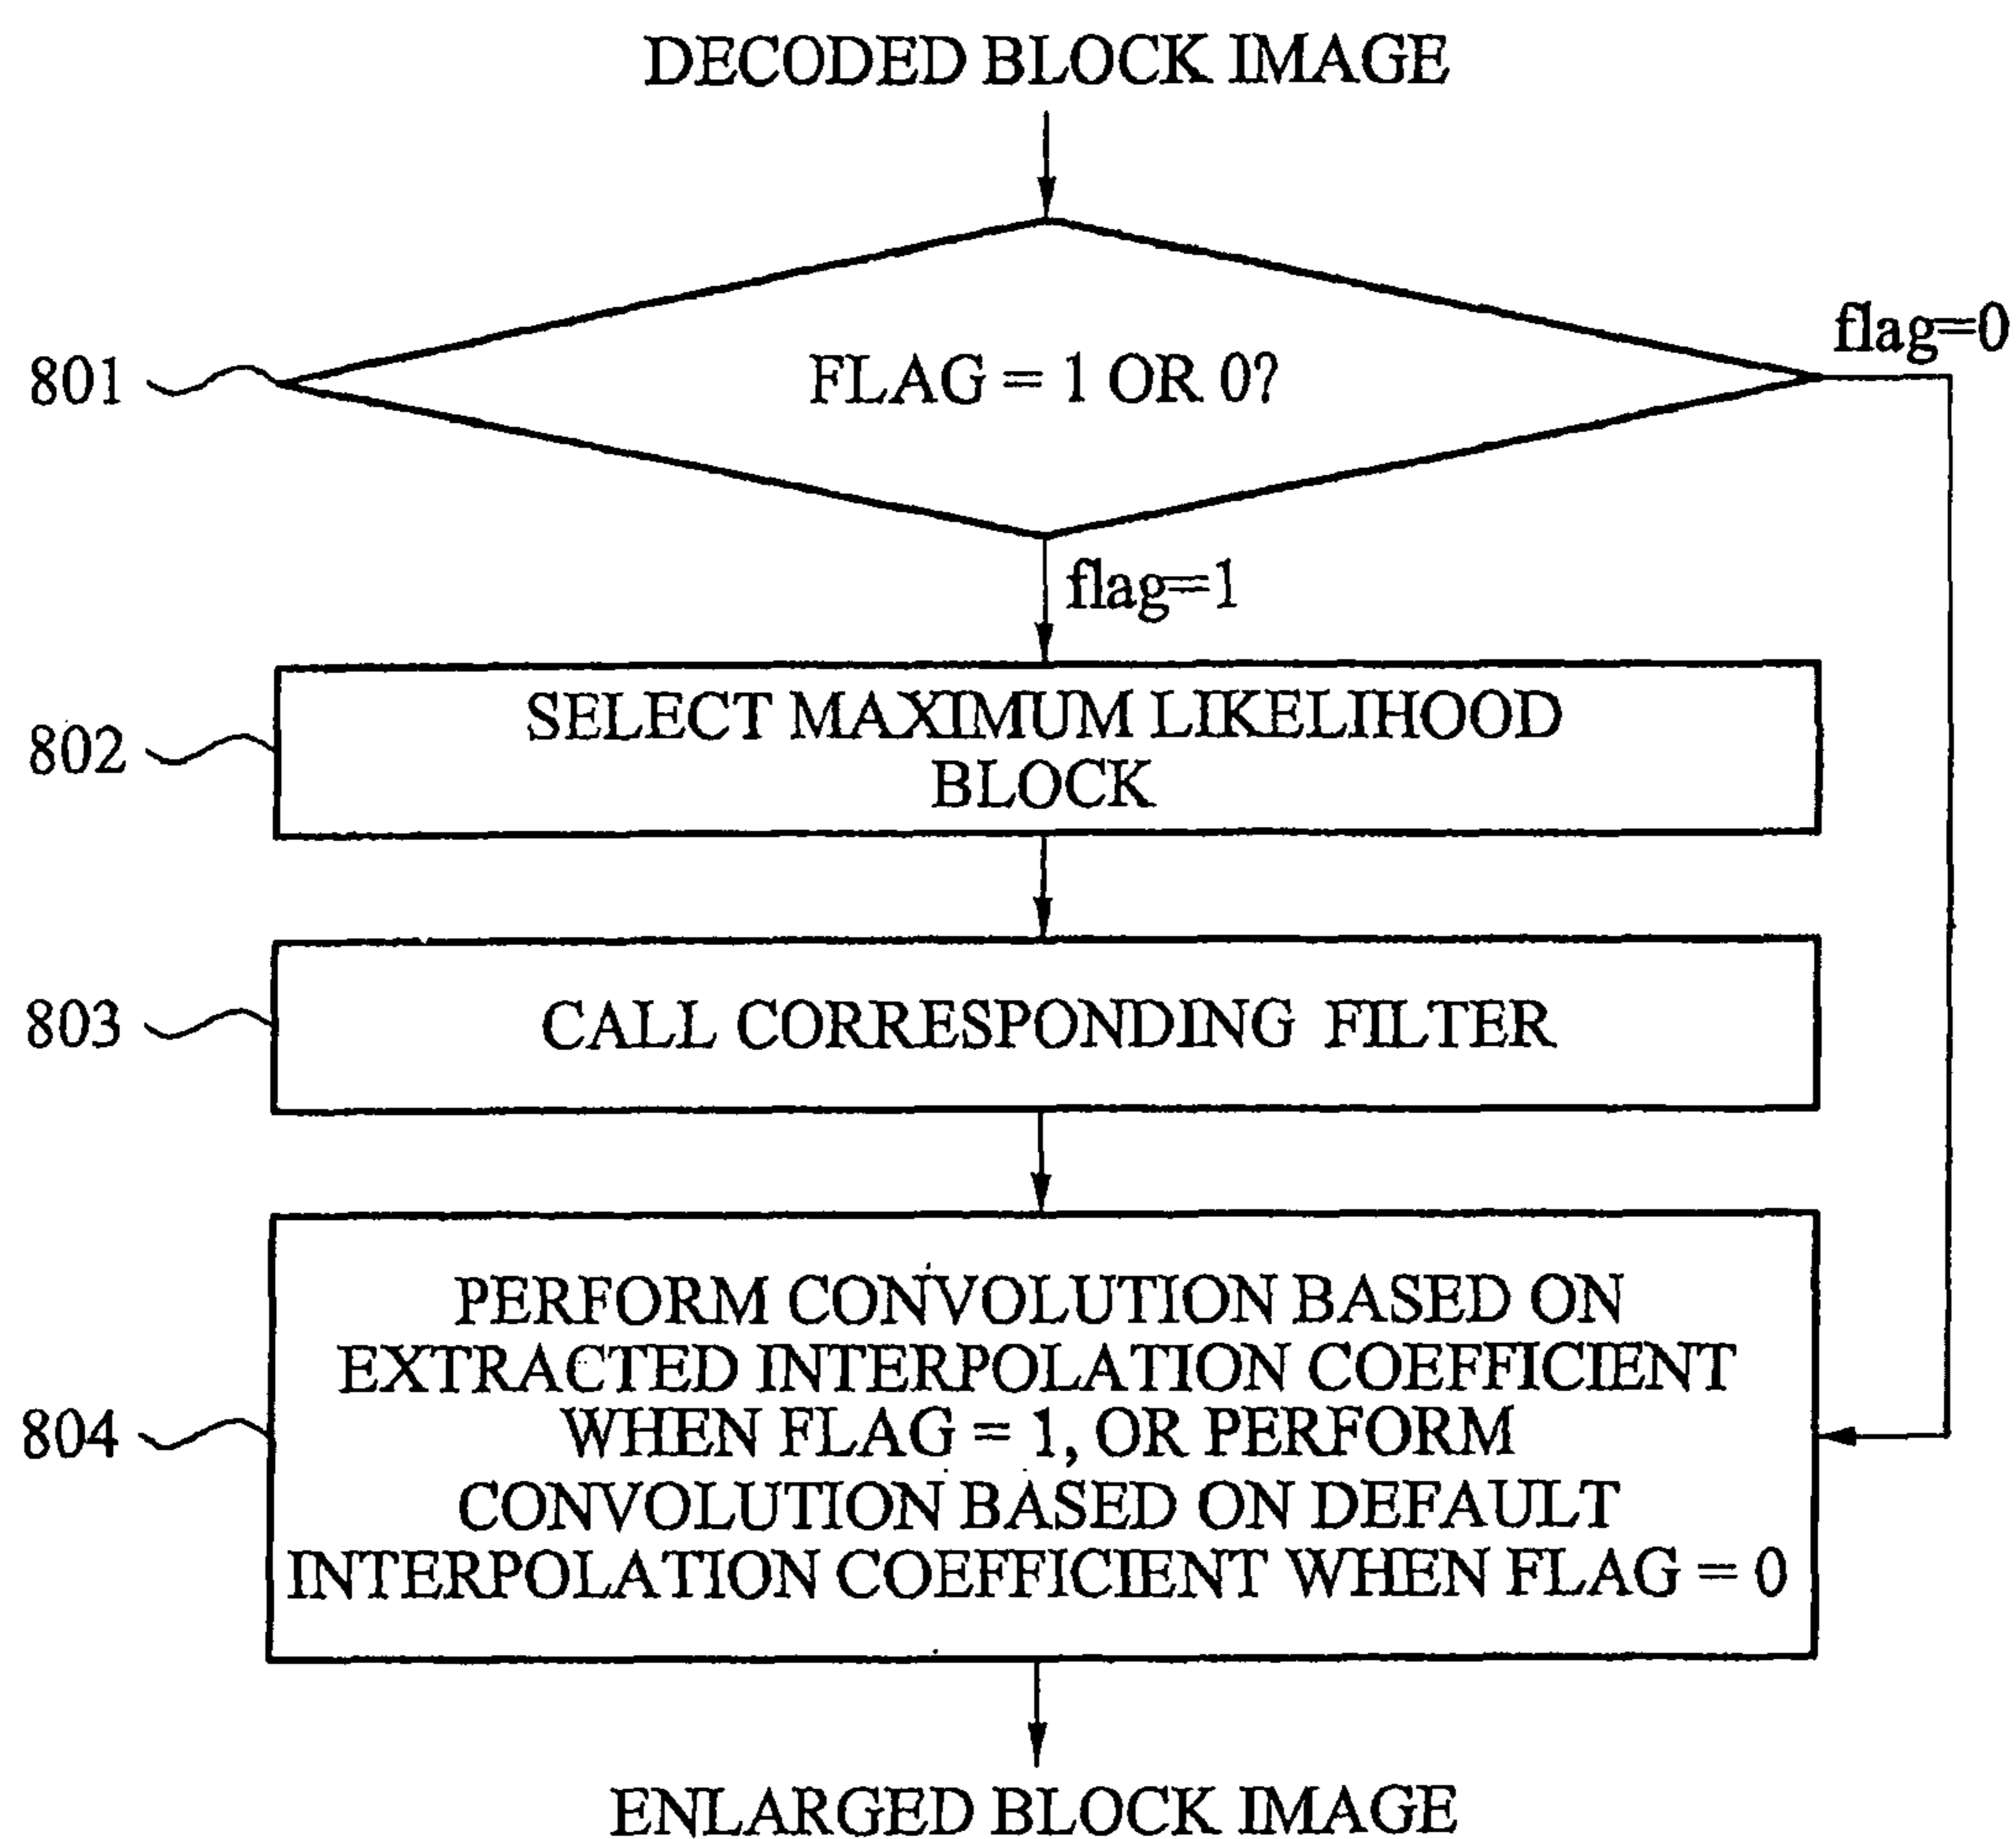 DECODED BLOCK IMAGE
flag=0
801
FLAG = 1 OR 0?
flag=1
802
SELECT MAXIMUM LIKELIHOOD
BLOCK
803
CALL CORRESPONDING FILTER
804
PERFORM CONVOLUTION BASED ON
EXTRACTED INTERPOLATION COEFFICIENT
WHEN FLAG = 1, OR PERFORM
CONVOLUTION BASED ON DEFAULT
INTERPOLATION COEFFICIENT WHEN FLAG = 0
ENLARGED BLOCK IMAGE